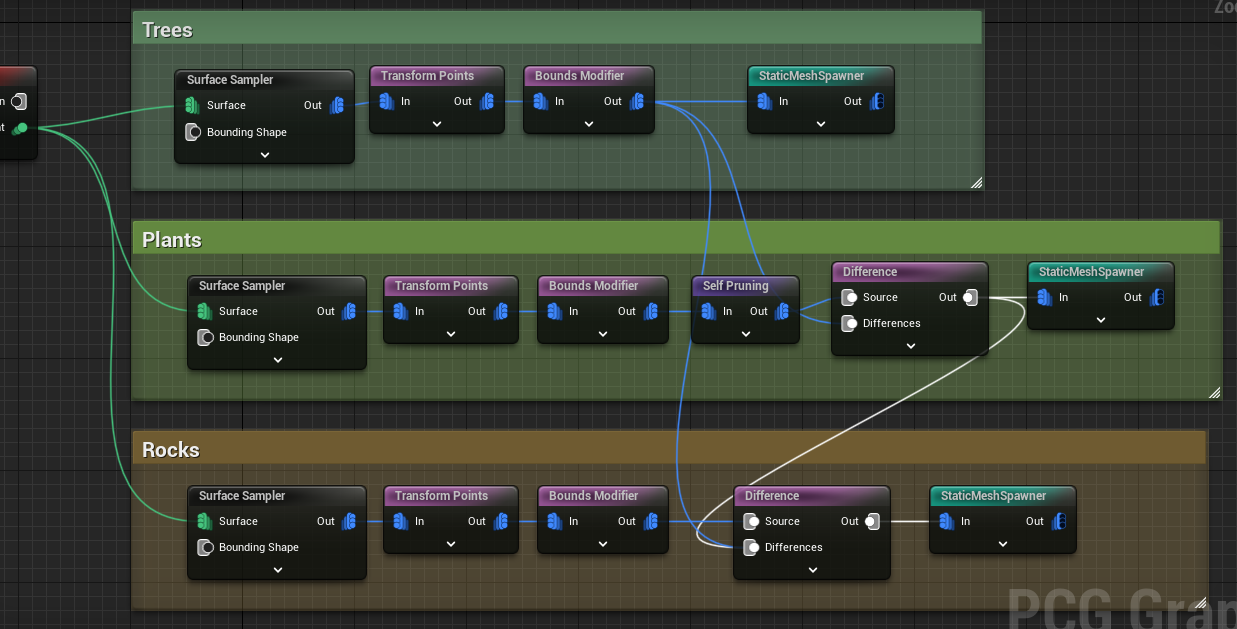 Trees
Surface Sampler
Surface Out
Bounding Shape
Transform Points
In Out
Bounds Modifier
In Out
StaticMeshSpawner
In Out
Plants
Surface Sampler
Surface Out
Bounding Shape
Transform Points
In Out
Bounds Modifier
In Out
Self Pruning
In Out
Difference
Source Out
Differences
StaticMeshSpawner
In Out
Rocks
Surface Sampler
Surface Out
Bounding Shape
Transform Points
In Out
Bounds Modifier
In Out
Difference
Source Out
Differences
StaticMeshSpawner
In Out
PCG